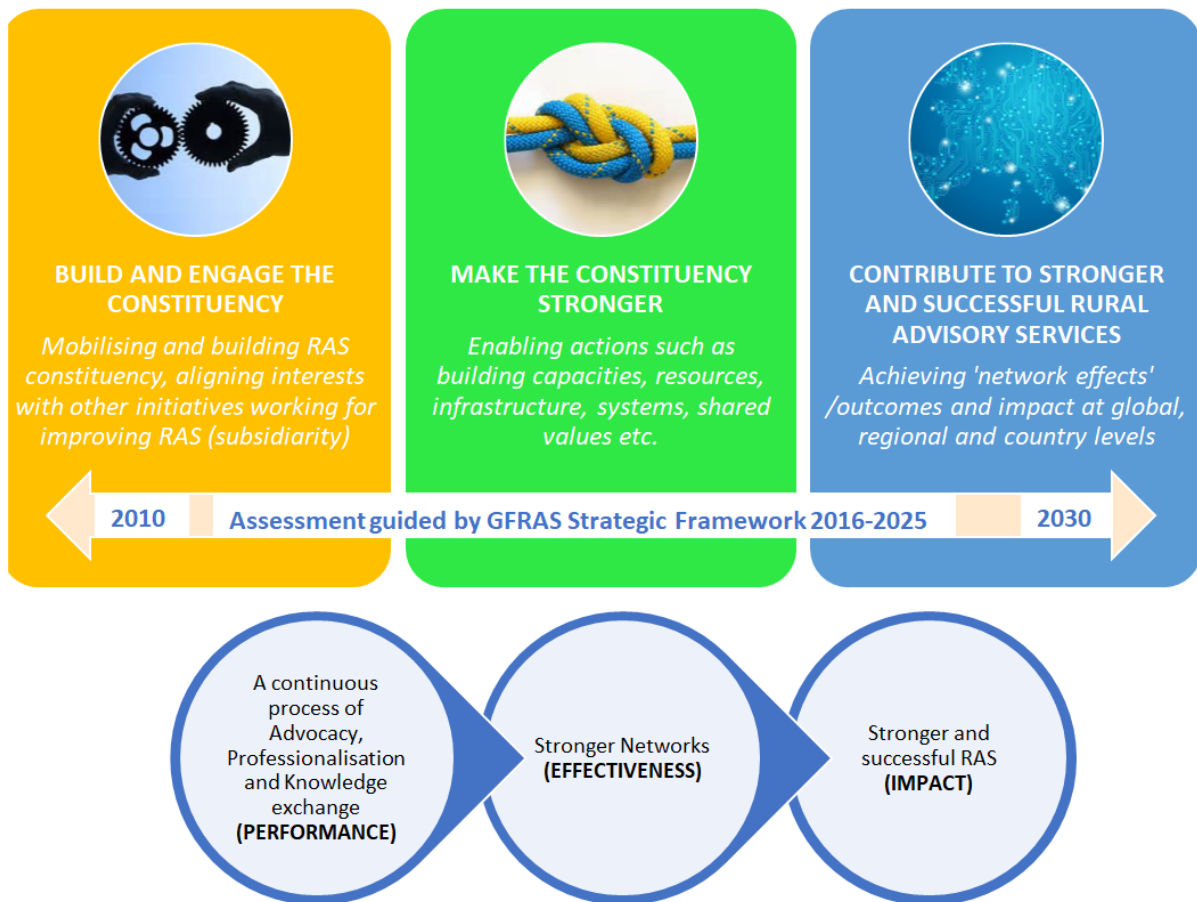 BUILD AND ENGAGE THE
CONSTITUENCY
Mobilising and building RAS
constituency, aligning interests
with other initiatives working for
improving RAS (subsidiarity)
MAKE THE CONSTITUENCY
STRONGER
Enabling actions such as
building capacities, resources,
infrastructure, systems, shared
values etc.
CONTRIBUTE TO STRONGER
AND SUCCESSFUL RURAL
ADVISORY SERVICES
Achieving 'network effects'
/outcomes and impact at global,
regional and country levels
2010 Assessment guided by GFRAS Strategic Framework 2016-2025 2030
A continuous
process of
Advocacy,
Professionalisation
and Knowledge
exchange
(PERFORMANCE)
Stronger Networks
(EFFECTIVENESS)
Stronger and
successful RAS
(IMPACT)